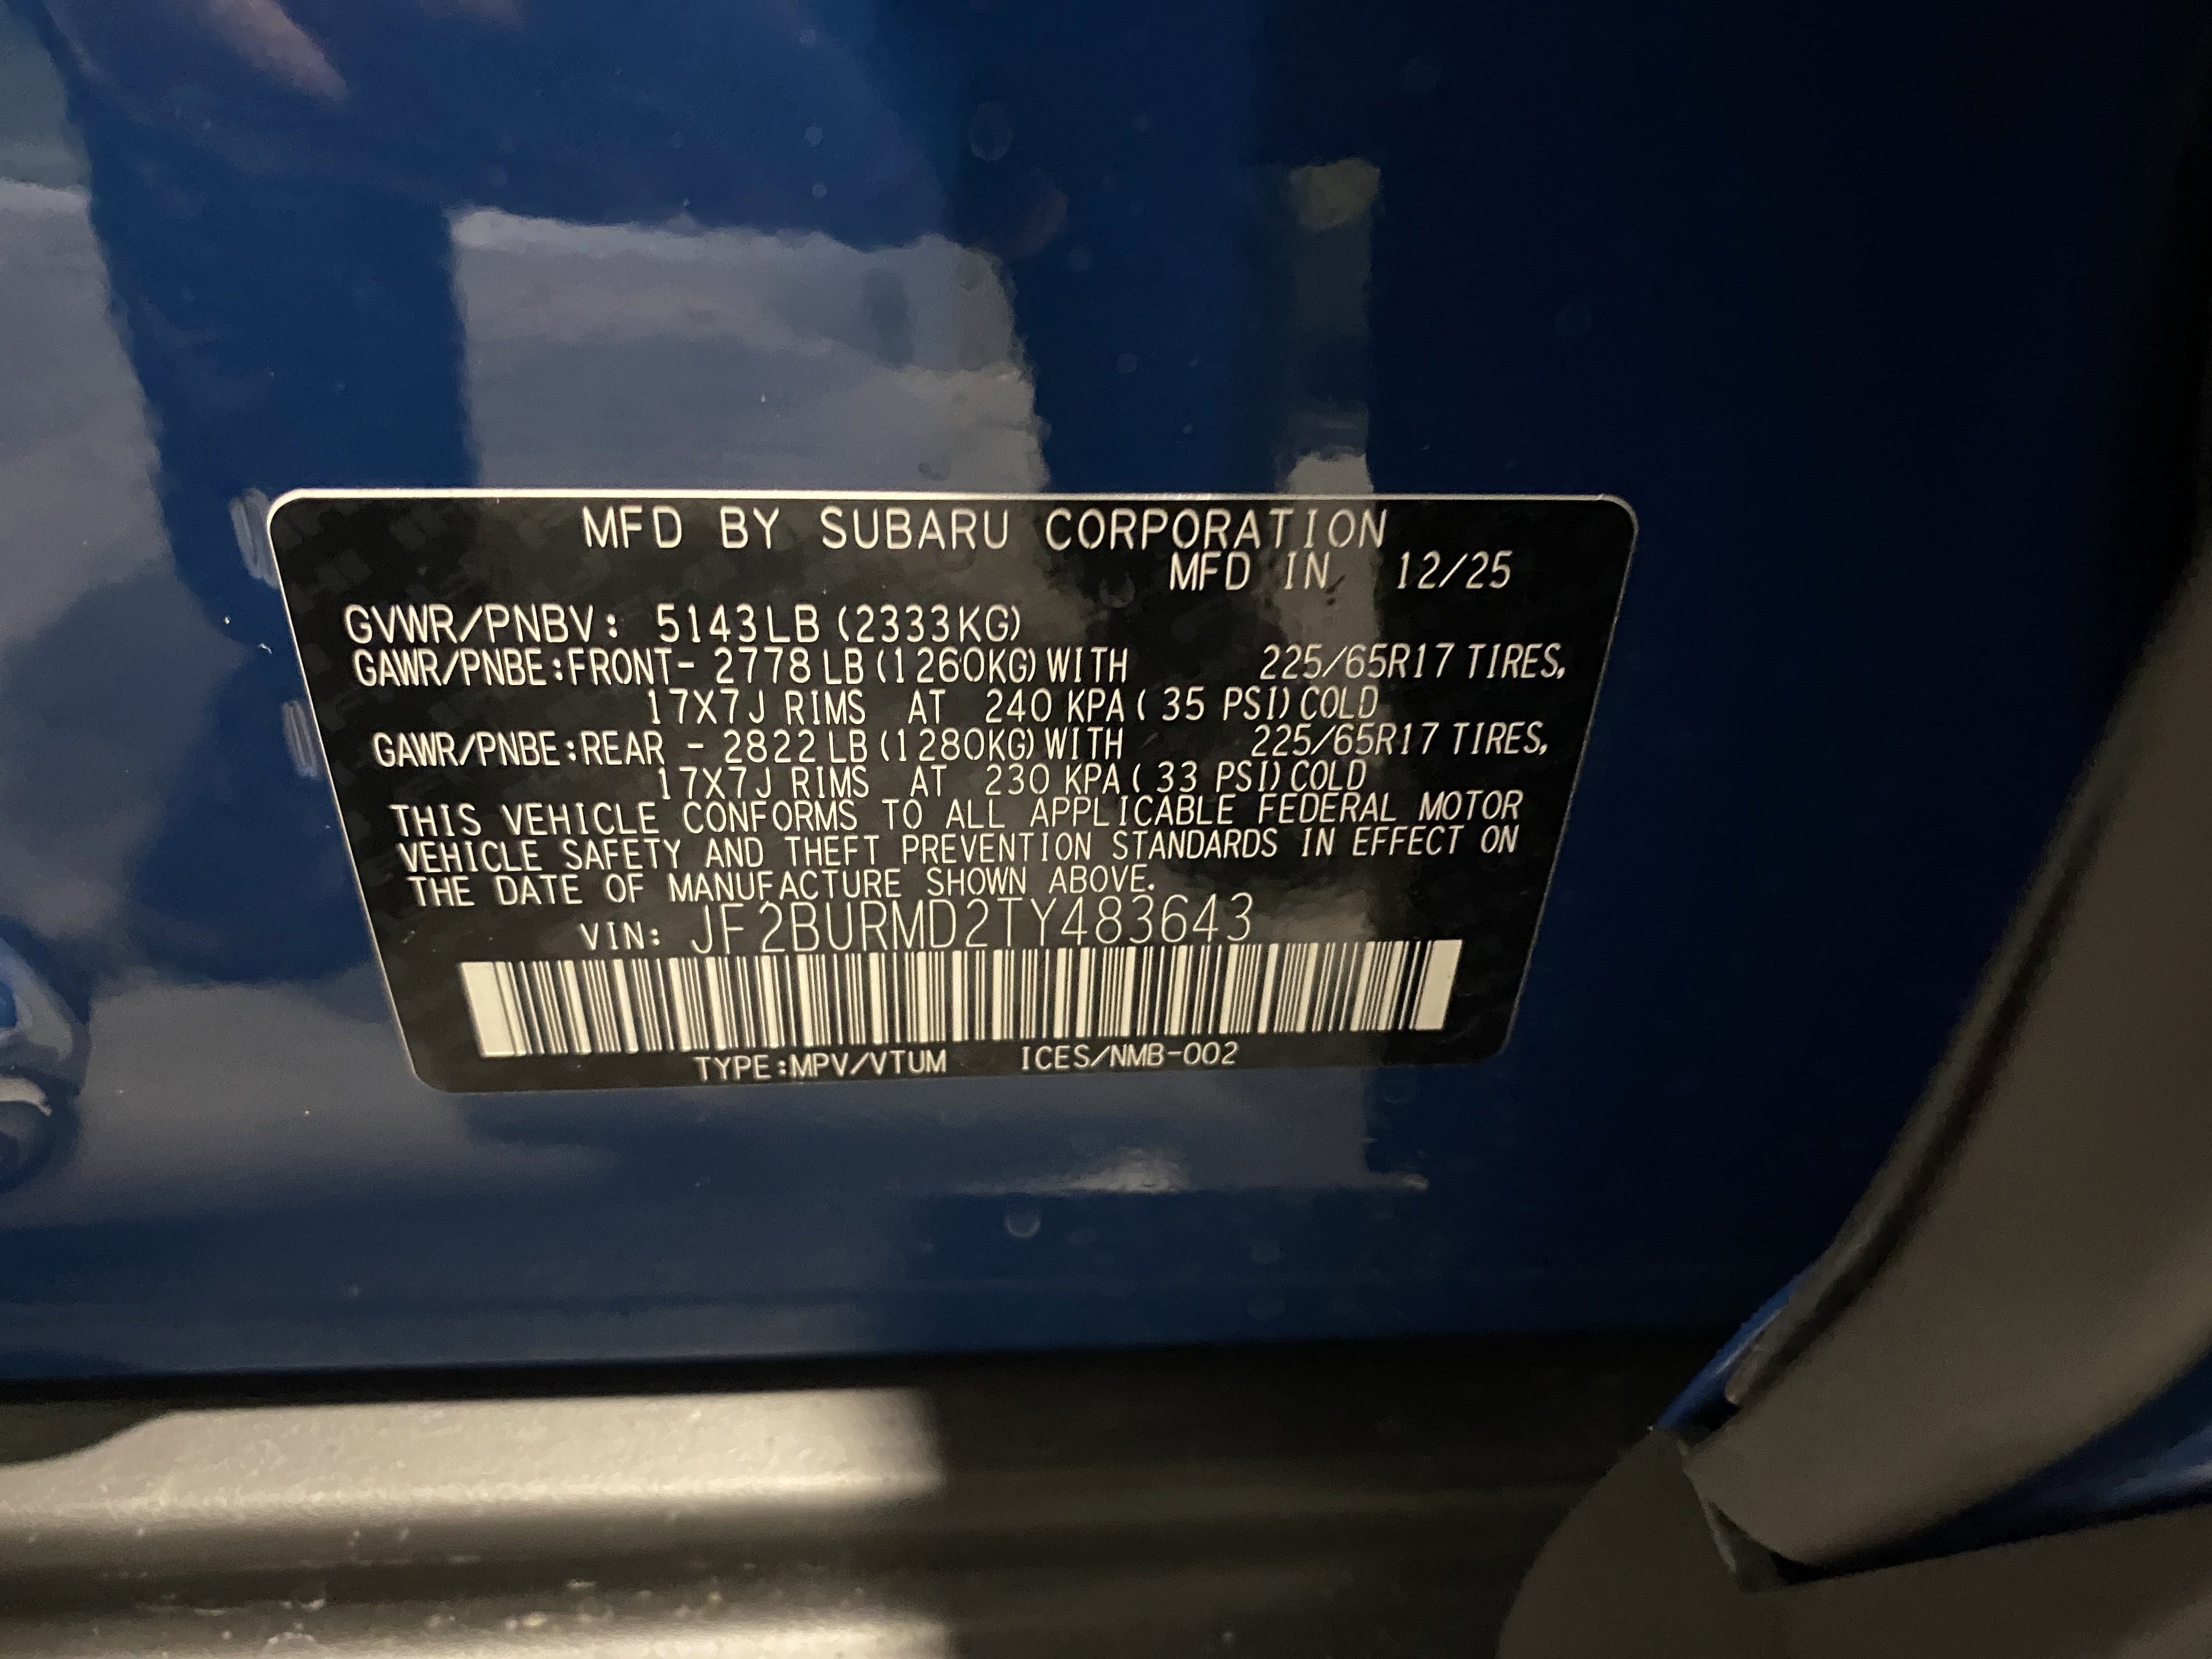 MFD BY SUBARU CORPORATION
MFD IN 12/25
GVWR/PNBV: 5143LB (2333KG)
GAWR/PNBE:FRONT- 2778 LB (1260KG) WITH 225/65R17 TIRES,
17X7J RIMS AT 240 KPA ( 35 PSI) COLD
GAWR/PNBE:REAR - 2822 LB (1280KG) WITH 225/65R17 TIRES,
17X7J RIMS AT 230 KPA ( 33 PSI) COLD
THIS VEHICLE CONFORMS TO ALL APPLICABLE FEDERAL MOTOR
VEHICLE SAFETY AND THEFT PREVENTION STANDARDS IN EFFECT ON
THE DATE OF MANUFACTURE SHOWN ABOVE.
VIN: JF2BURMD2TY483643
TYPE:MPV/VTUM ICES/NMB-002